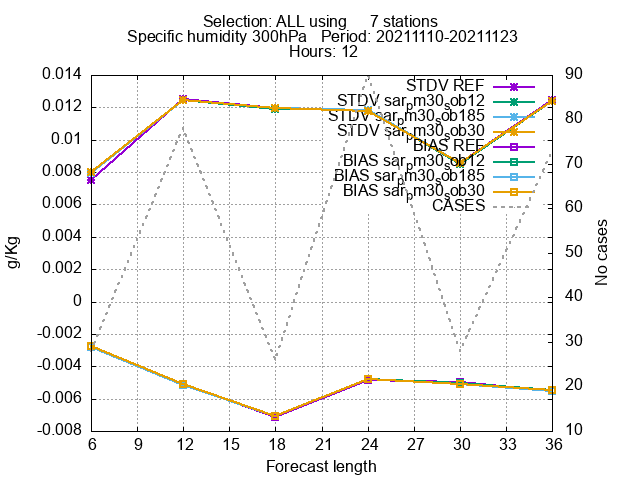 Selection: ALL using 7 stations
Specific humidity 300hPa Period: 20211110-20211123
Hours: 12
0.014
0.012
0.01
0.008
0.006
0.004
0.002
0
-0.002
-0.004
-0.006
-0.008
g/Kg
STDV REF
STDV sar_pm30_sob12
STDV sar_pm30_sob185
STDV sar_pm30_sob30
BIAS REF
BIAS sar_pm30_sob12
BIAS sar_pm30_sob185
BIAS sar_pm30_sob30
CASES
90
80
70
60
50
40
30
20
10
No cases
6 9 12 15 18 21 24 27 30 33 36
Forecast length